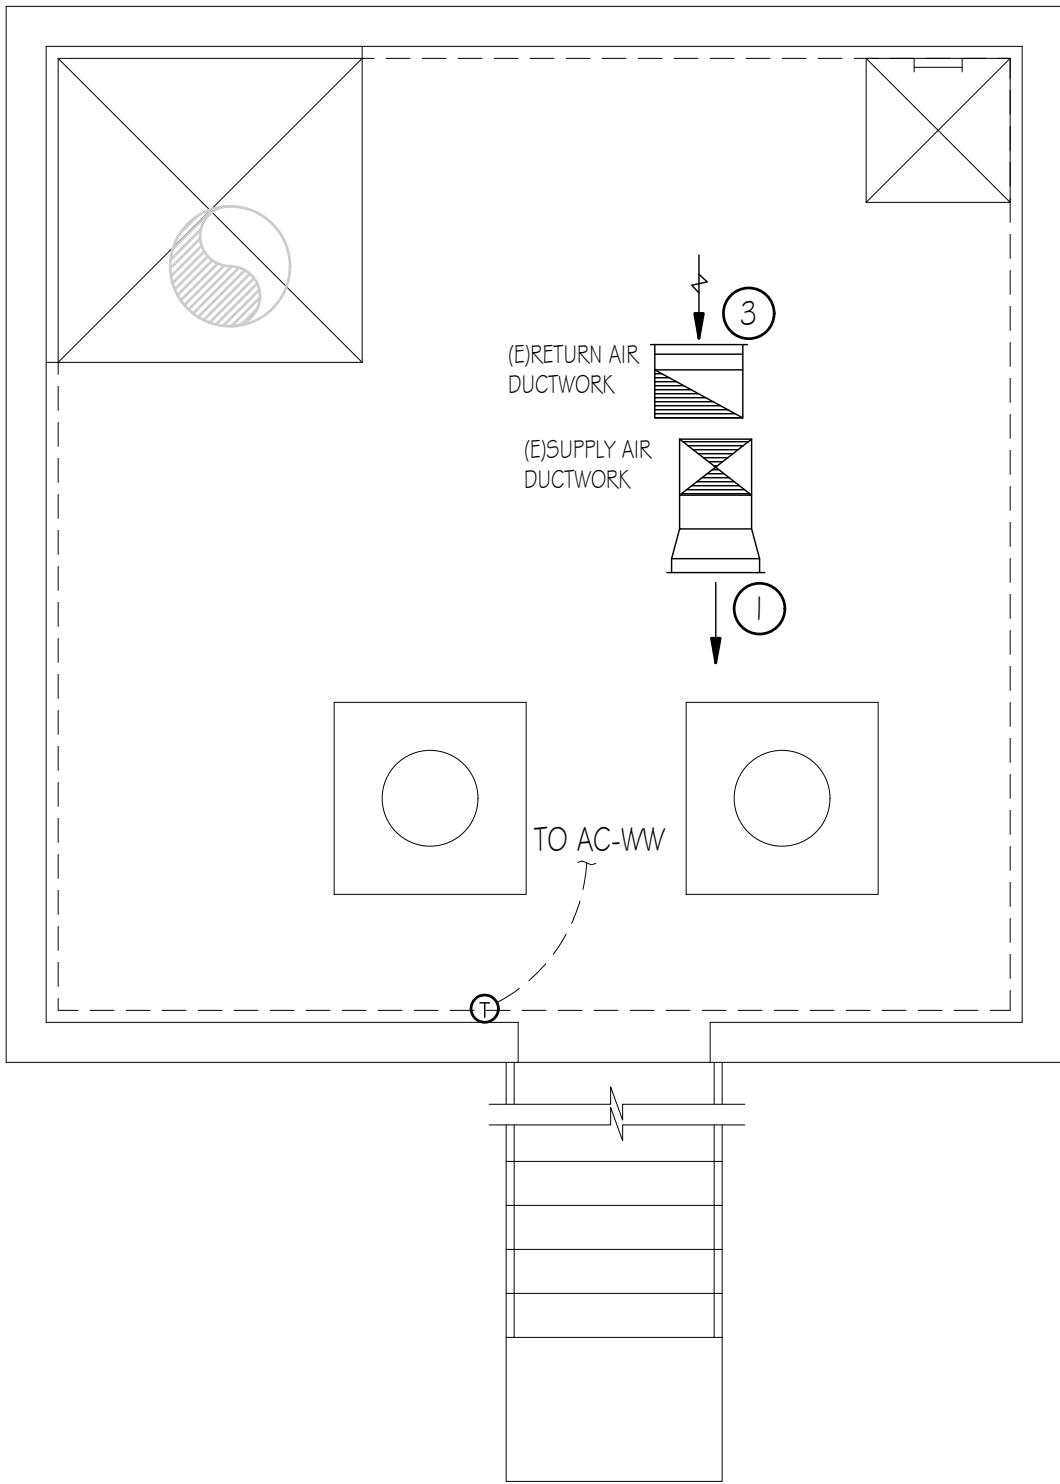 3
(E)RETURN AIR
DUCTWORK
(E)SUPPLY AIR
DUCTWORK
1
TO AC-WW
T